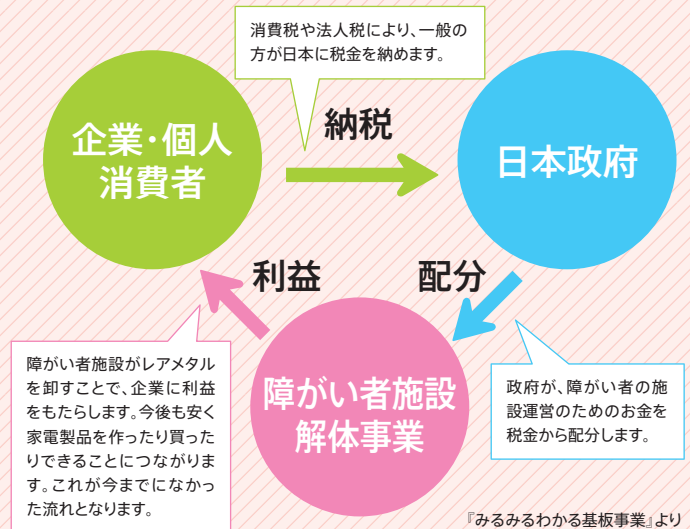 消費税や法人税により、一般の
方が日本に税金を納めます。
納税
企業・個人
消費者
日本政府
利益
配分
障がい者施設がレアメタル
を卸すことで、企業に利益
をもたらします。今後も安く
家電製品を作ったり買った
りできることにつながりま
す。これが今までになかっ
た流れとなります。
障がい者施設
解体事業
政府が、障がい者の施
設運営のためのお金を
税金から配分します。
『みるみるわかる基板事業』より